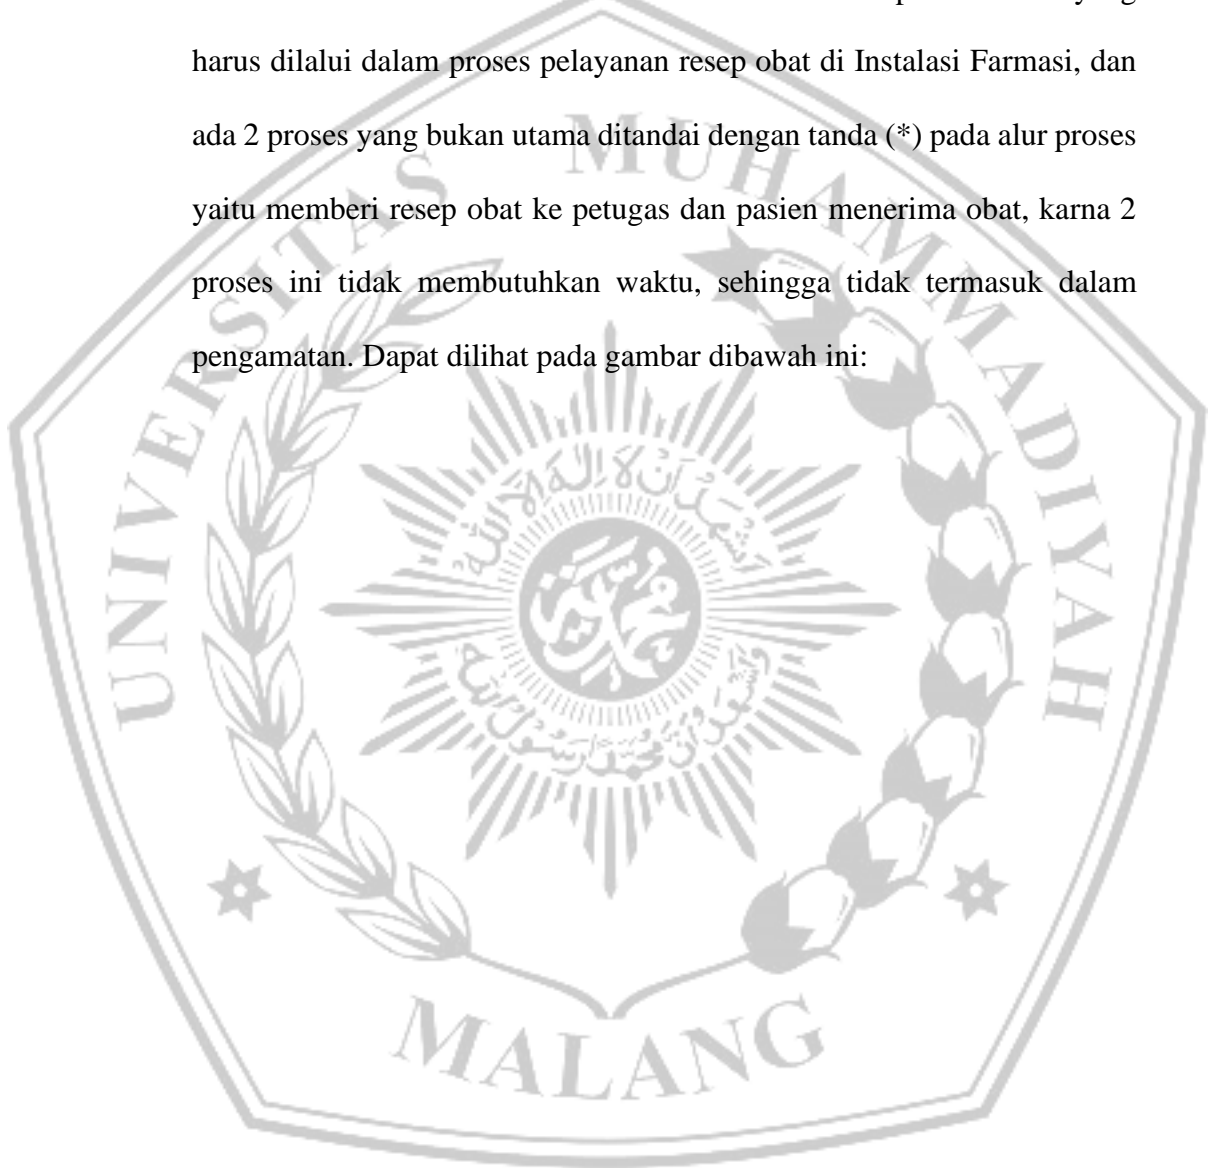 harus dilalui dalam proses pelayanan resep obat di Instalasi Farmasi, dan
ada 2 proses yang bukan utama ditandai dengan tanda (*) pada alur proses
yaitu memberi resep obat ke petugas dan pasien menerima obat, karna 2
proses ini tidak membutuhkan waktu, sehingga tidak termasuk dalam
pengamatan. Dapat dilihat pada gambar dibawah ini:
UNIVERSITAS MUHAMMADIYAH
MALANG